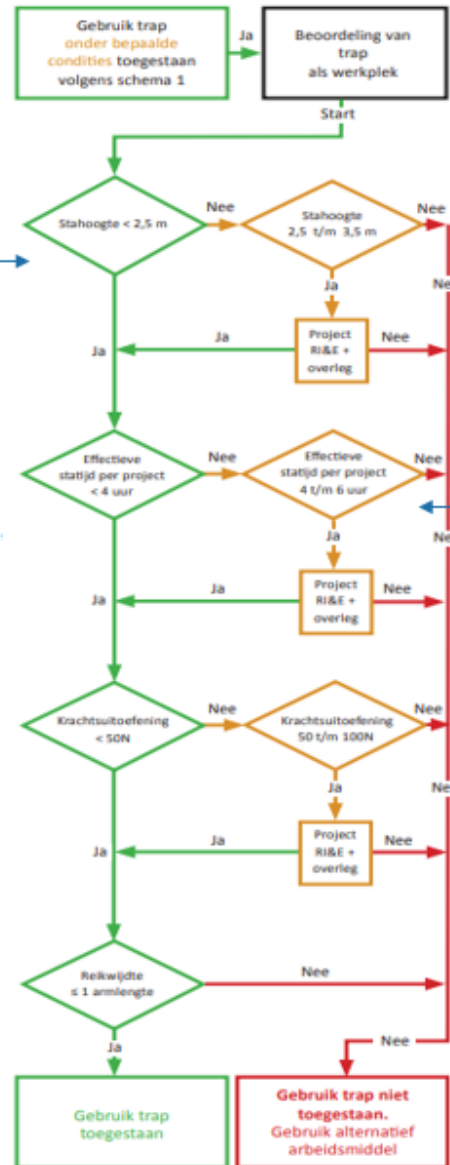 Gebruik trap
onder bepaalde
condities toegestaan
volgens schema 1
Ja
Beoordeling van
trap
als werkplek
Start
Stahoogte < 2,5 m
Nee
Stahoogte
2,5 t/m 3,5 m
Nee
Ne
Ja
Ja
Ja
Project
RI&E +
overleg
Nee
Effectieve
statijd per project
< 4 uur
Nee
Effectieve
statijd per project
4 t/m 6 uur
Nee
Ne
Ja
Ja
Ja
Project
RI&E +
overleg
Nee
Krachtsuitoefening
< 50N
Nee
Krachtsuitoefening
50 t/m 100N
Nee
Ne
Ja
Ja
Ja
Project
RI&E +
overleg
Nee
Reikwijdte
≤ 1 armlengte
Nee
Ja
Nee
Gebruik trap
toegestaan
Gebruik trap niet
toegestaan.
Gebruik alternatief
arbeidsmiddel